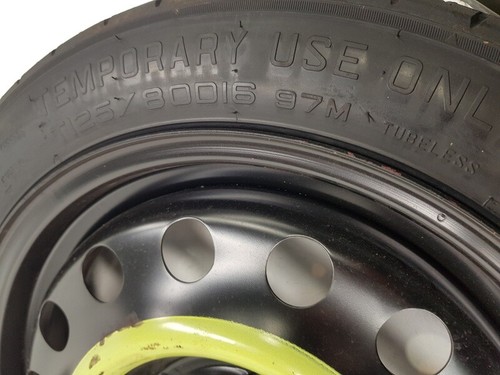 TEMPORARY USE ONL
T125/80D16 97M TUBELESS